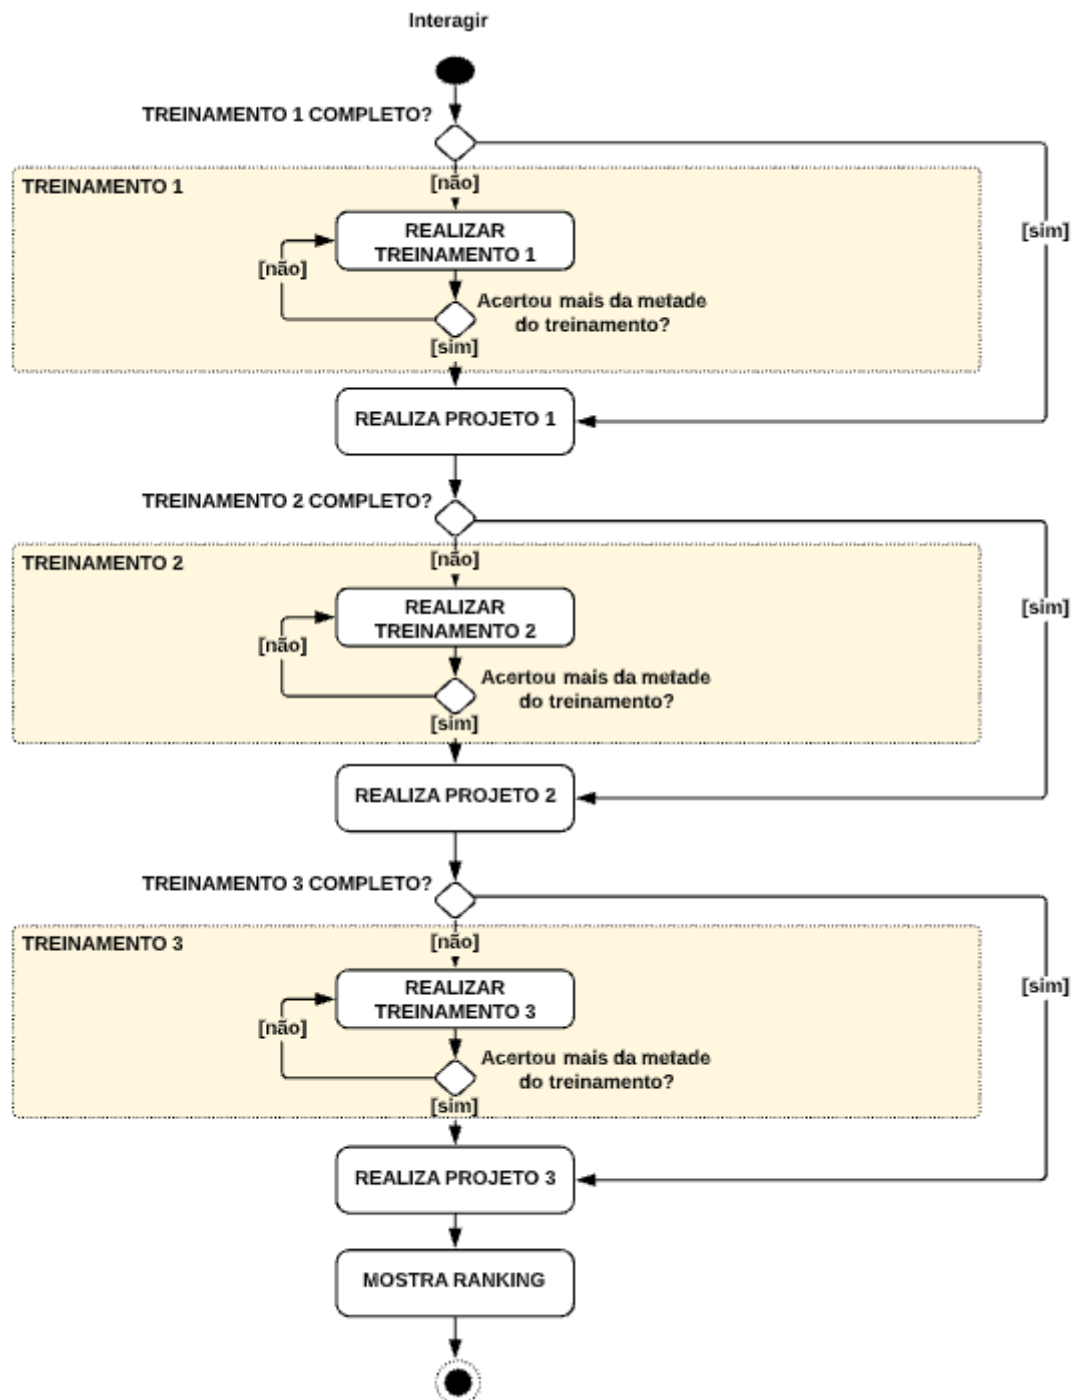 Interagir
TREINAMENTO 1 COMPLETO?
TREINAMENTO 1
[não]
REALIZAR
TREINAMENTO 1
[sim]
[não]
Acertou mais da metade
do treinamento?
[sim]
REALIZA PROJETO 1
TREINAMENTO 2 COMPLETO?
TREINAMENTO 2
[não]
REALIZAR
TREINAMENTO 2
[sim]
[não]
Acertou mais da metade
do treinamento?
[sim]
REALIZA PROJETO 2
TREINAMENTO 3 COMPLETO?
TREINAMENTO 3
[não]
REALIZAR
TREINAMENTO 3
[sim]
[não]
Acertou mais da metade
do treinamento?
[sim]
REALIZA PROJETO 3
MOSTRA RANKING